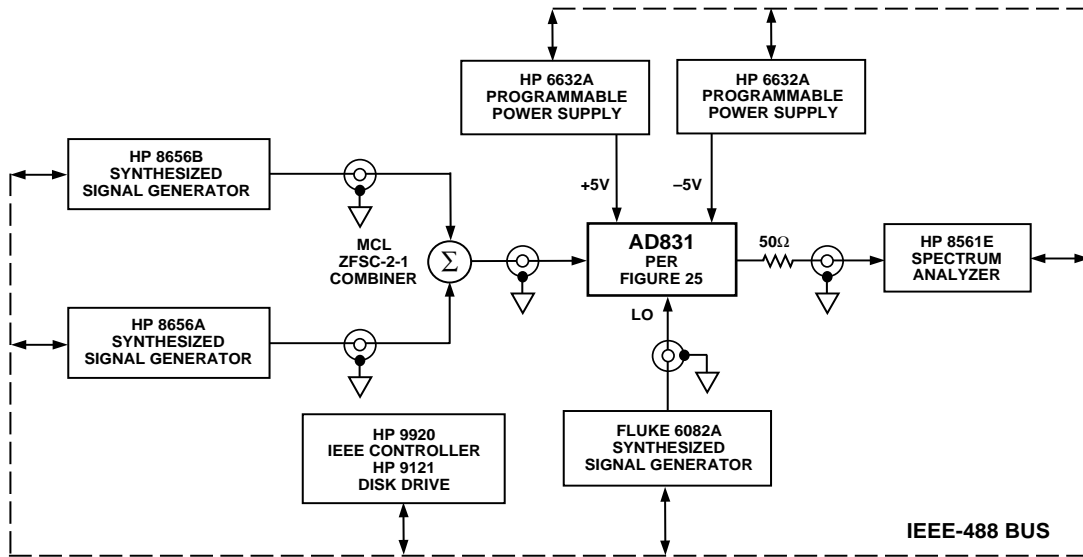 HP 6632A
PROGRAMMABLE
POWER SUPPLY
HP 6632A
PROGRAMMABLE
POWER SUPPLY
HP 8656B
SYNTHESIZED
SIGNAL GENERATOR
+5V
–5V
MCL
ZFSC-2-1
COMBINER
Σ
AD831
PER
FIGURE 25
50Ω
HP 8561E
SPECTRUM
ANALYZER
LO
HP 8656A
SYNTHESIZED
SIGNAL GENERATOR
HP 9920
IEEE CONTROLLER
HP 9121
DISK DRIVE
FLUKE 6082A
SYNTHESIZED
SIGNAL GENERATOR
IEEE-488 BUS